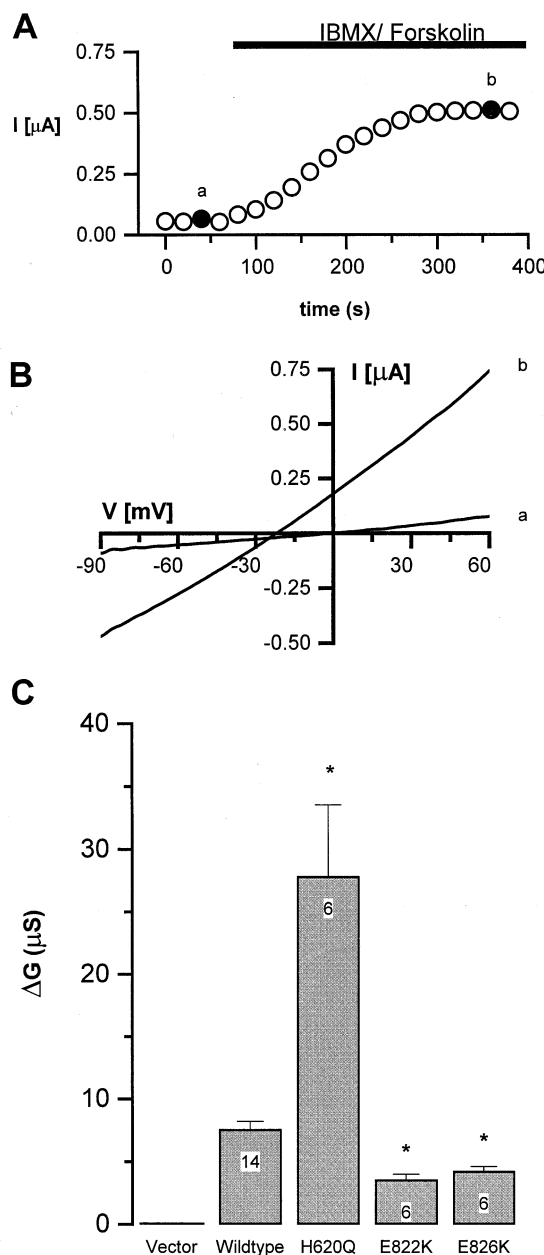 A
IBMX/ Forskolin
0.75
b
I [µA]
0.50
a
0.25
0.00
0 100 200 300 400
time (s)
B
0.75 I [µA] b
0.50
0.25
V [mV] a
-90 -60 -30 30 60
-0.25
-0.50
C
40
*
30
6
ΔG (µS)
20
10
* *
14
6 6
0
Vector Wildtype H620Q E822K E826K